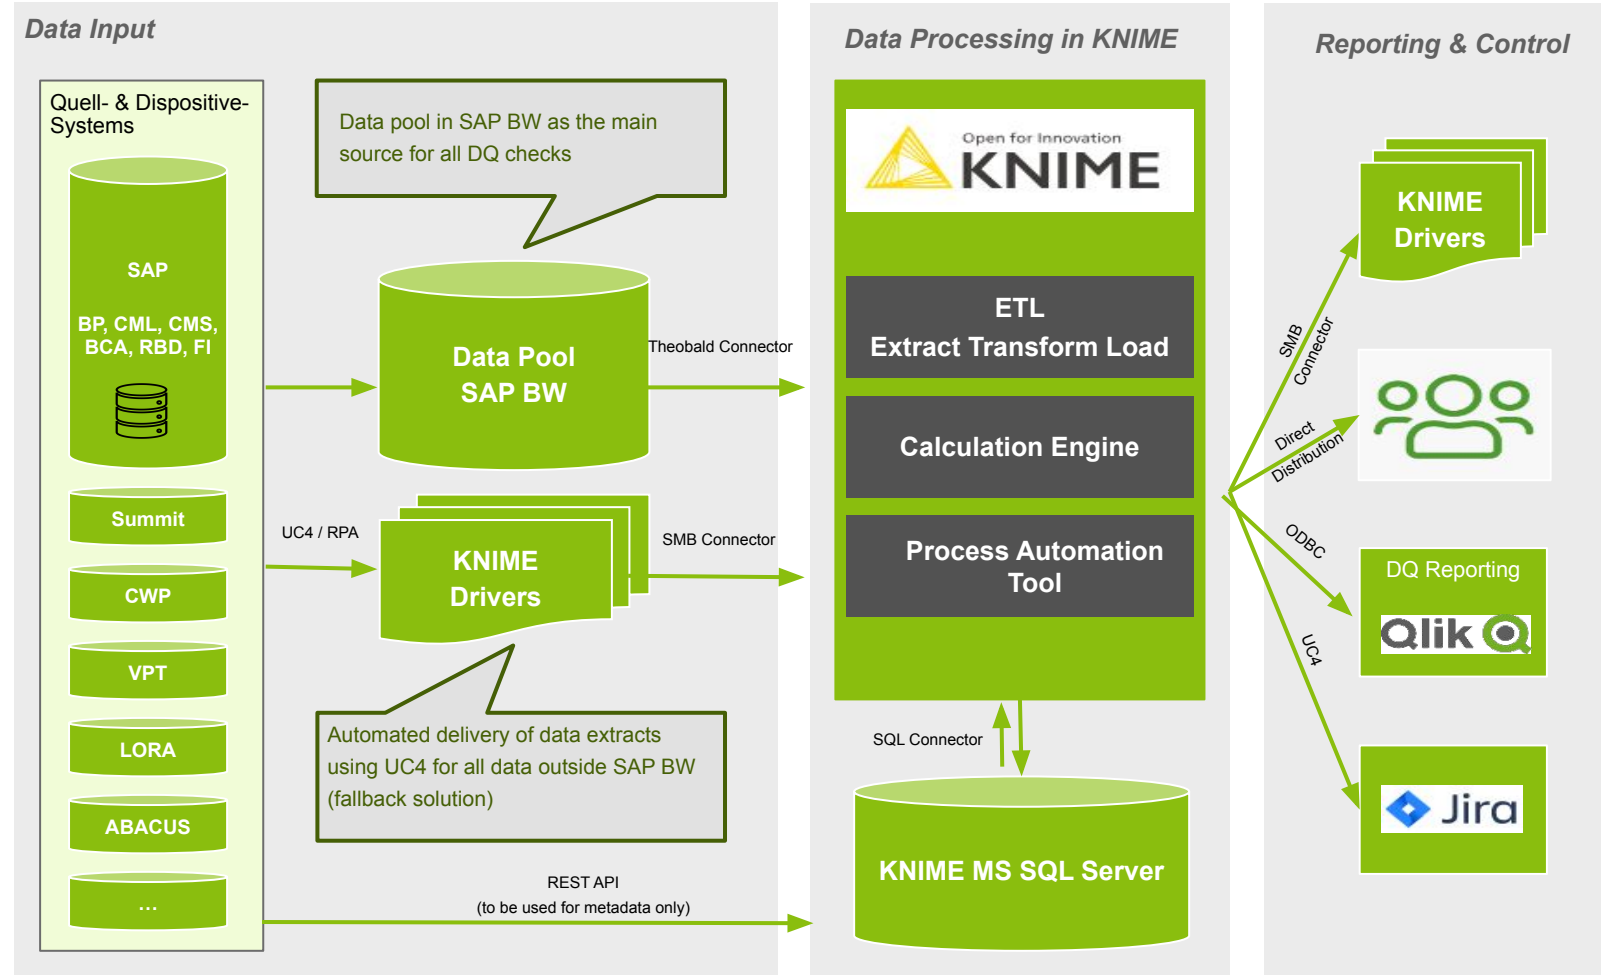 Data Input
Quell- & Dispositive-
Systems
SAP
BP, CML, CMS,
BCA, RBD, FI
Summit
CWP
VPT
LORA
ABACUS
...
Data pool in SAP BW as the main
source for all DQ checks
Data Pool
SAP BW
Theobald Connector
UC4 / RPA
KNIME
Drivers
SMB Connector
Automated delivery of data extracts
using UC4 for all data outside SAP BW
(fallback solution)
REST API
(to be used for metadata only)
Data Processing in KNIME
Open for Innovation
KNIME
ETL
Extract Transform Load
Calculation Engine
Process Automation
Tool
SQL Connector
KNIME MS SQL Server
Reporting & Control
SMB
Connector
Direct
Distribution
ODBC
UC4
KNIME
Drivers
DQ Reporting
Qlik
Jira